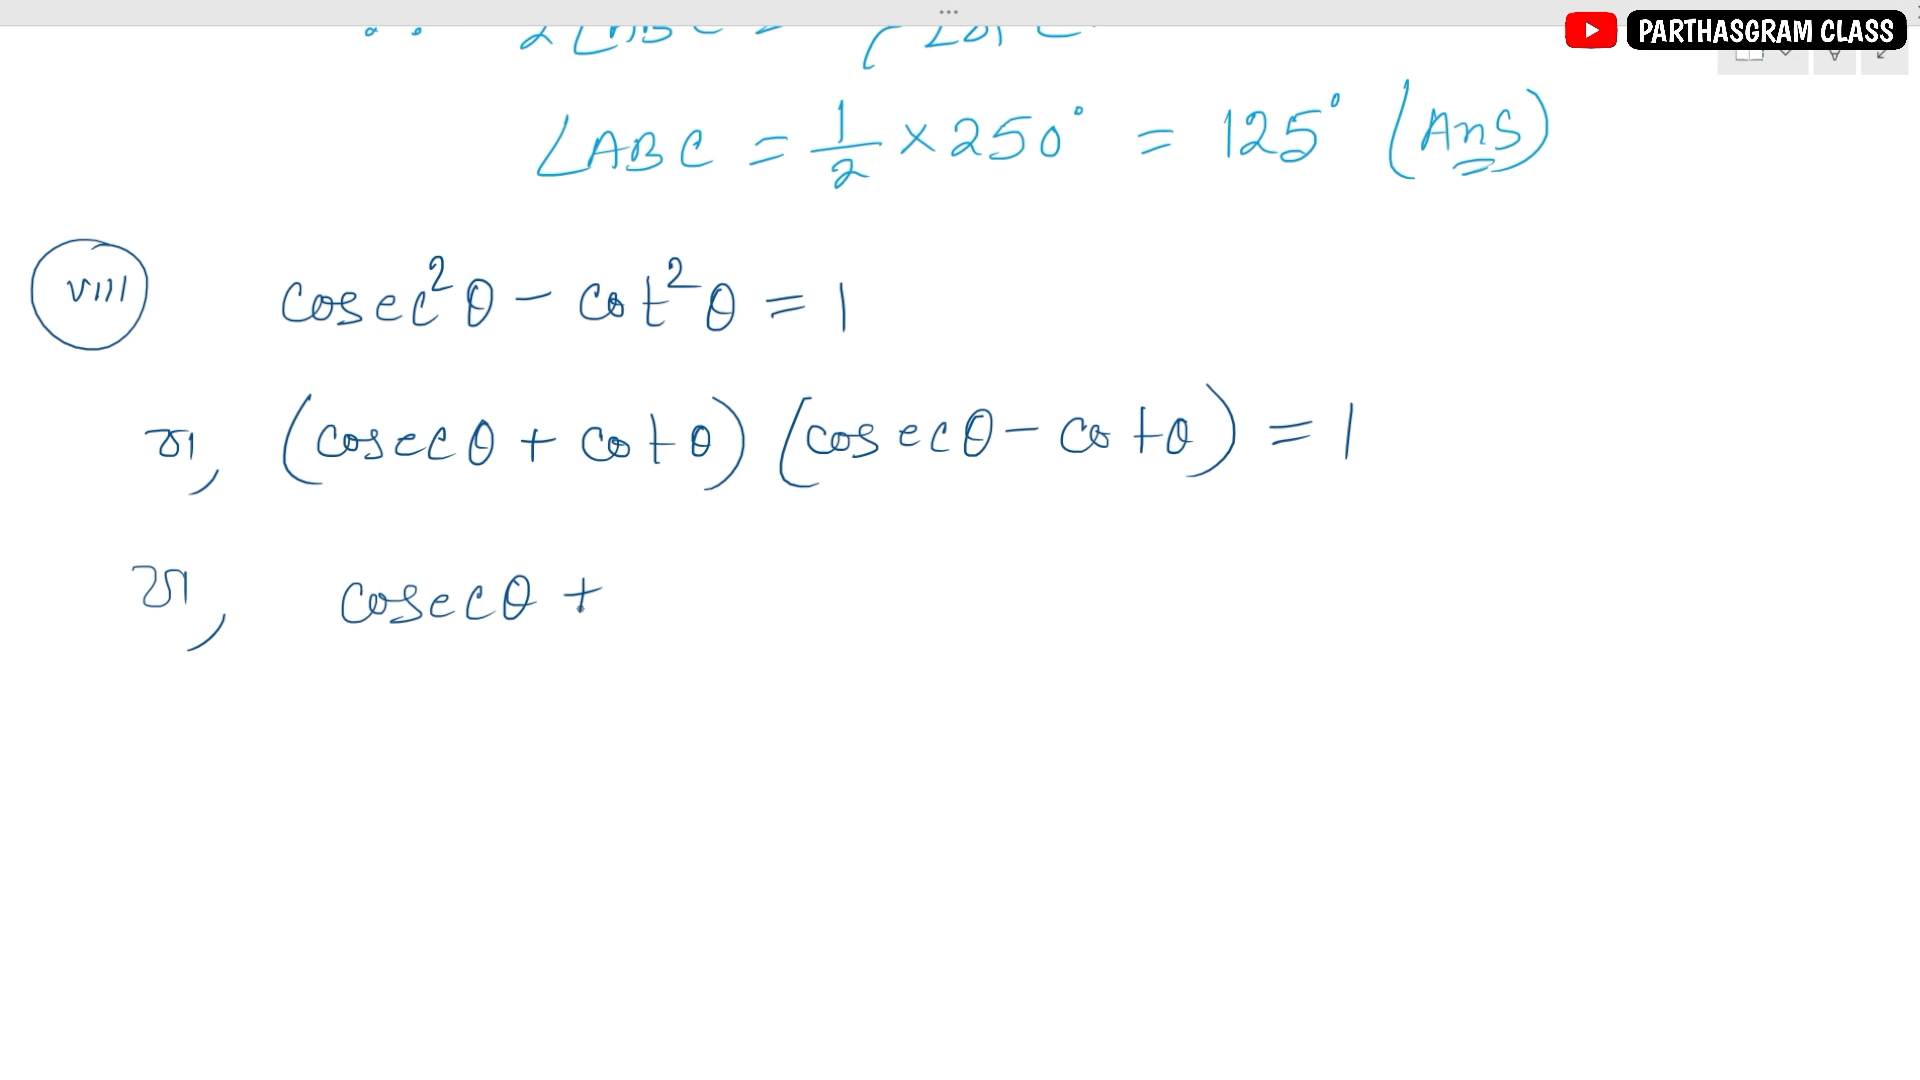 PARTHASGRAM CLASS
∠ABC = 1/2 × 250° = 125° (Ans)
viii cosec²θ - cot²θ = 1
বা, (cosecθ + cotθ) (cosecθ - cotθ) = 1
বা, cosecθ +